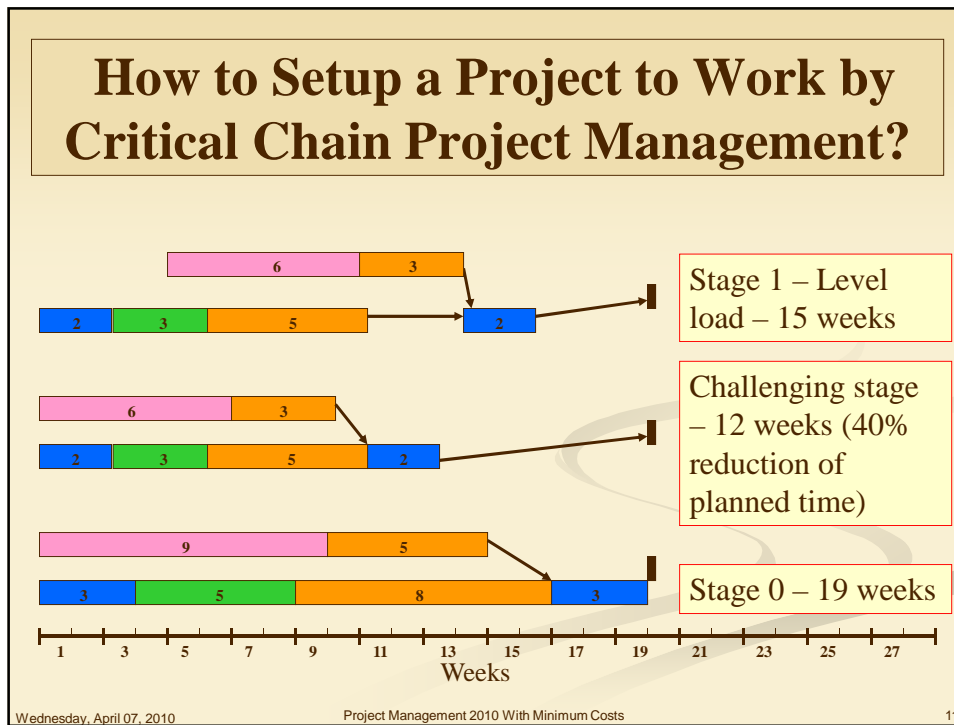 How to Setup a Project to Work by
Critical Chain Project Management?
6 3
2 3 5 2
Stage 1 – Level
load – 15 weeks
6 3
2 3 5 2
Challenging stage
– 12 weeks (40%
reduction of
planned time)
9 5
3 5 8 3
Stage 0 – 19 weeks
1 3 5 7 9 11 13 15 17 19 21 23 25 27
Weeks
Wednesday, April 07, 2010 Project Management 2010 With Minimum Costs